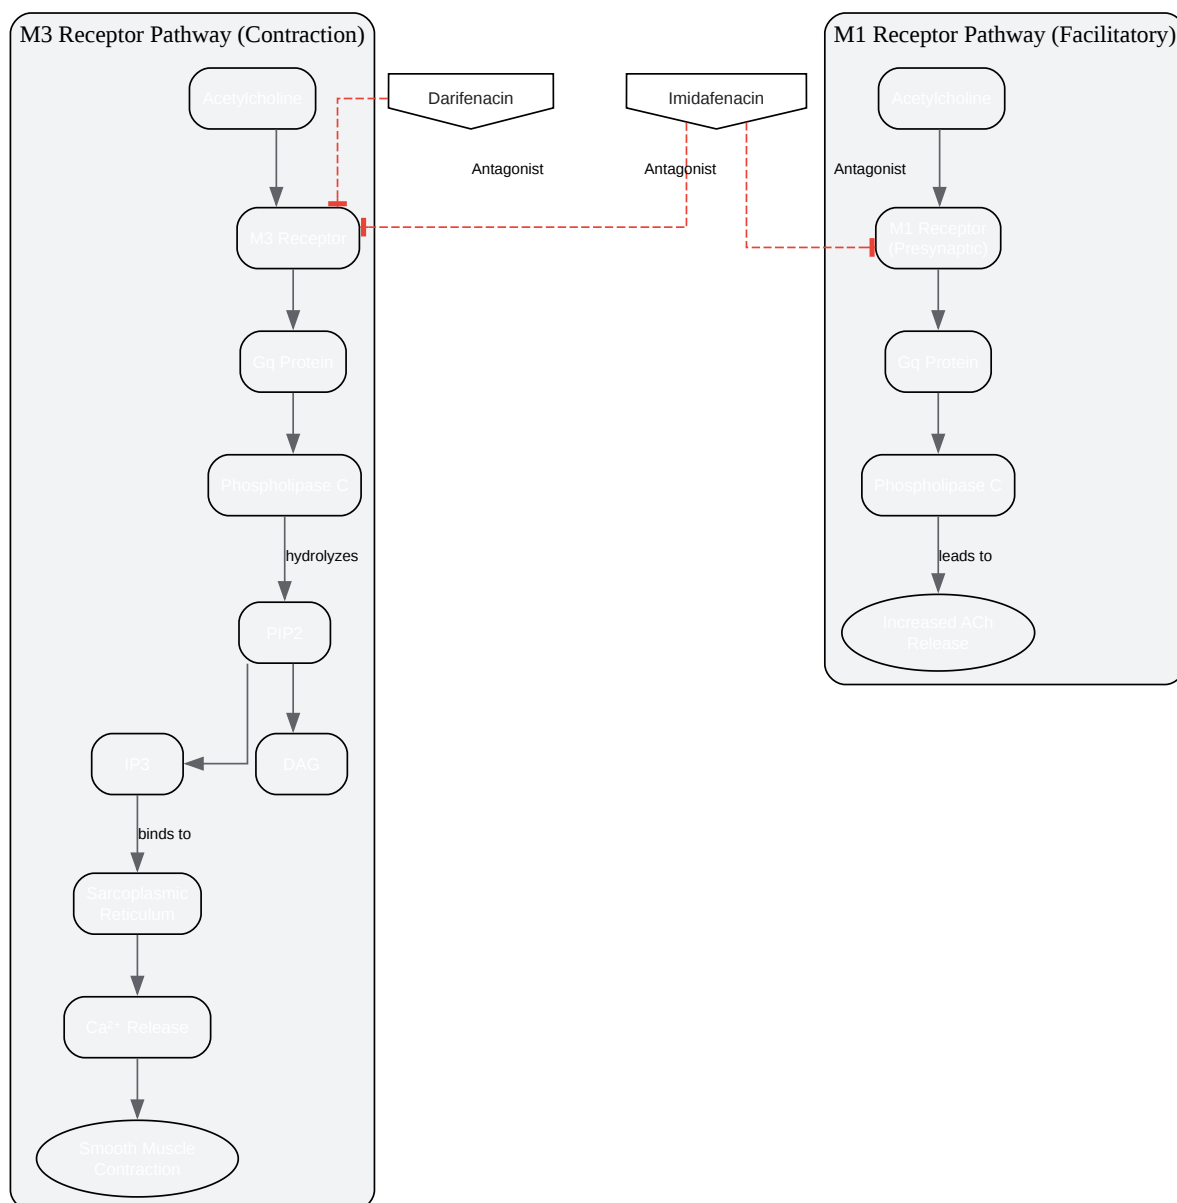 M3 Receptor Pathway (Contraction)
M1 Receptor Pathway (Facilitatory)
Acetylcholine
Darifenacin
Imidafenacin
Acetylcholine
Antagonist
Antagonist
Antagonist
M3 Receptor
M1 Receptor
(Presynaptic)
Gq Protein
Gq Protein
Phospholipase C
Phospholipase C
hydrolyzes
leads to
PIP2
Increased ACh
Release
IP3
DAG
binds to
Sarcoplasmic
Reticulum
Ca²⁺ Release
Smooth Muscle
Contraction